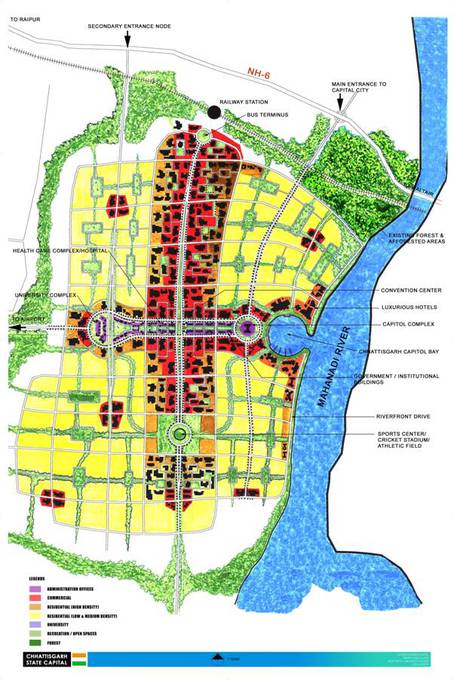 TO RAIPUR
SECONDARY ENTRANCE NODE
NH-6
MAIN ENTRANCE TO
CAPITAL CITY
RAILWAY STATION
BUS TERMINUS
EXISTING FOREST &
AFFORESTED AREAS
HEALTH CARE COMPLEX/HOSPITAL
CONVENTION CENTER
UNIVERSITY COMPLEX
LUXURIOUS HOTELS
TO AIRPORT
CAPITOL COMPLEX
CHHATTISGARH CAPITOL BAY
MAHANADI RIVER
GOVERNMENT / INSTITUTIONAL
BUILDINGS
RIVERFRONT DRIVE
SPORTS CENTER/
CRICKET STADIUM/
ATHLETIC FIELD
LEGENDS
ADMINISTRATION OFFICES
COMMERCIAL
RESIDENTIAL (HIGH DENSITY)
RESIDENTIAL (LOW & MEDIUM DENSITY)
UNIVERSITY
RECREATION / OPEN SPACES
FOREST
CHHATTISGARH
STATE CAPITAL